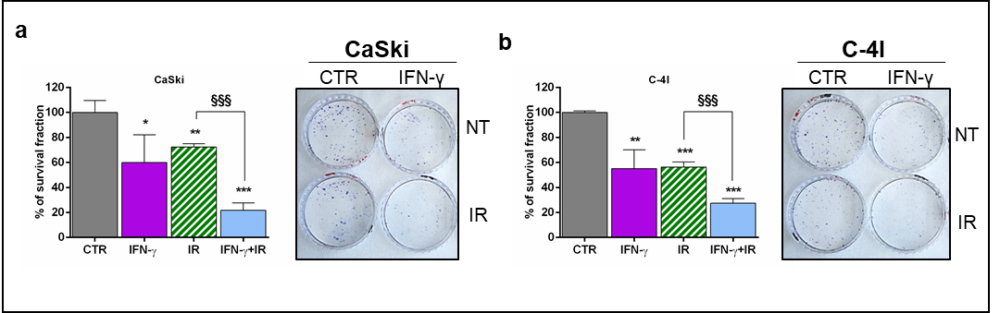 a
CaSki
% of survival fraction
120
100
80
60
40
20
0
*
**
§§§
***
CTR
IFN-γ
IR
IFN-γ+IR
CaSki
CTR
IFN-γ
NT
IR
b
C-4I
% of survival fraction
120
100
80
60
40
20
0
**
***
§§§
***
CTR
IFN-γ
IR
IFN-γ+IR
C-4I
CTR
IFN-γ
NT
IR